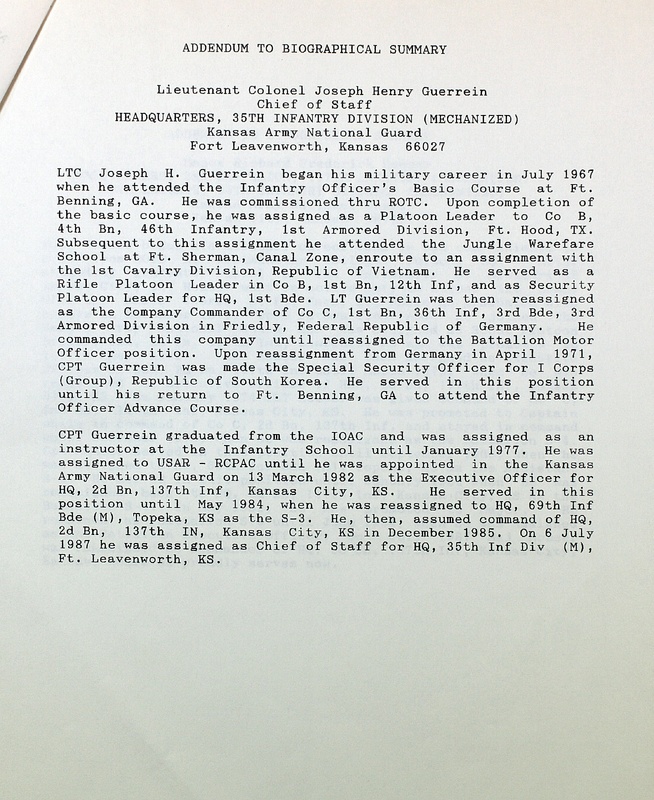 ADDENDUM TO BIOGRAPHICAL SUMMARY
Lieutenant Colonel Joseph Henry Guerrein
Chief of Staff
HEADQUARTERS, 35TH INFANTRY DIVISION (MECHANIZED)
Kansas Army National Guard
Fort Leavenworth, Kansas 66027
LTC Joseph H. Guerrein began his military career in July 1967
when he attended the Infantry Officer's Basic Course at Ft.
Benning, GA. He was commissioned thru ROTC. Upon completion of
the basic course, he was assigned as a Platoon Leader to Co B,
4th Bn, 46th Infantry, 1st Armored Division, Ft. Hood, TX.
Subsequent to this assignment he attended the Jungle Warefare
School at Ft. Sherman, Canal Zone, enroute to an assignment with
the 1st Cavalry Division, Republic of Vietnam. He served as a
Rifle Platoon Leader in Co B, 1st Bn, 12th Inf, and as Security
Platoon Leader for HQ, 1st Bde. LT Guerrein was then reassigned
as the Company Commander of Co C, 1st Bn, 36th Inf, 3rd Bde, 3rd
Armored Division in Friedly, Federal Republic of Germany. He
commanded this company until reassigned to the Battalion Motor
Officer position. Upon reassignment from Germany in April 1971,
CPT Guerrein was made the Special Security Officer for I Corps
(Group), Republic of South Korea. He served in this position
until his return to Ft. Benning, GA to attend the Infantry
Officer Advance Course.
CPT Guerrein graduated from the IOAC and was assigned as an
instructor at the Infantry School until January 1977. He was
assigned to USAR - RCPAC until he was appointed in the Kansas
Army National Guard on 13 March 1982 as the Executive Officer for
HQ, 2d Bn, 137th Inf, Kansas City, KS. He served in this
position until May 1984, when he was reassigned to HQ, 69th Inf
Bde (M), Topeka, KS as the S-3. He, then, assumed command of HQ,
2d Bn, 137th IN, Kansas City, KS in December 1985. On 6 July
1987 he was assigned as Chief of Staff for HQ, 35th Inf Div (M),
Ft. Leavenworth, KS.